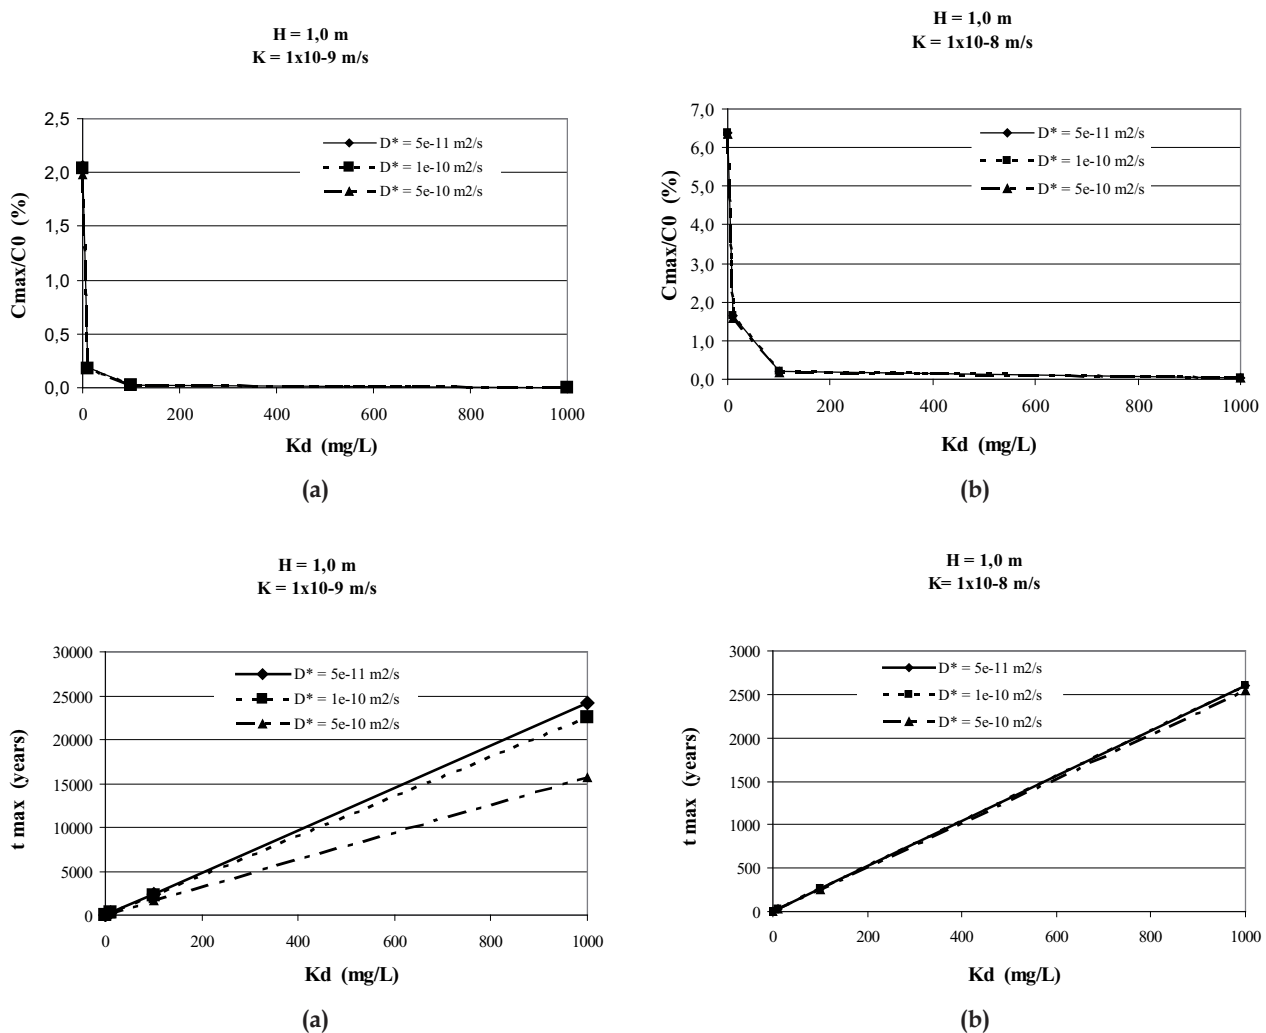 H = 1,0 m
K = 1x10-9 m/s
Cmax/C0 (%)
2,5
2,0
1,5
1,0
0,5
0,0
D* = 5e-11 m2/s
D* = 1e-10 m2/s
D* = 5e-10 m2/s
0 200 400 600 800 1000
Kd (mg/L)
(a)
H = 1,0 m
K = 1x10-8 m/s
Cmax/C0 (%)
7,0
6,0
5,0
4,0
3,0
2,0
1,0
0,0
D* = 5e-11 m2/s
D* = 1e-10 m2/s
D* = 5e-10 m2/s
0 200 400 600 800 1000
Kd (mg/L)
(b)
H = 1,0 m
K = 1x10-9 m/s
t max (years)
30000
25000
20000
15000
10000
5000
0
D* = 5e-11 m2/s
D* = 1e-10 m2/s
D* = 5e-10 m2/s
0 200 400 600 800 1000
Kd (mg/L)
(a)
H = 1,0 m
K= 1x10-8 m/s
t max (years)
3000
2500
2000
1500
1000
500
0
D* = 5e-11 m2/s
D* = 1e-10 m2/s
D* = 5e-10 m2/s
0 200 400 600 800 1000
Kd (mg/L)
(b)